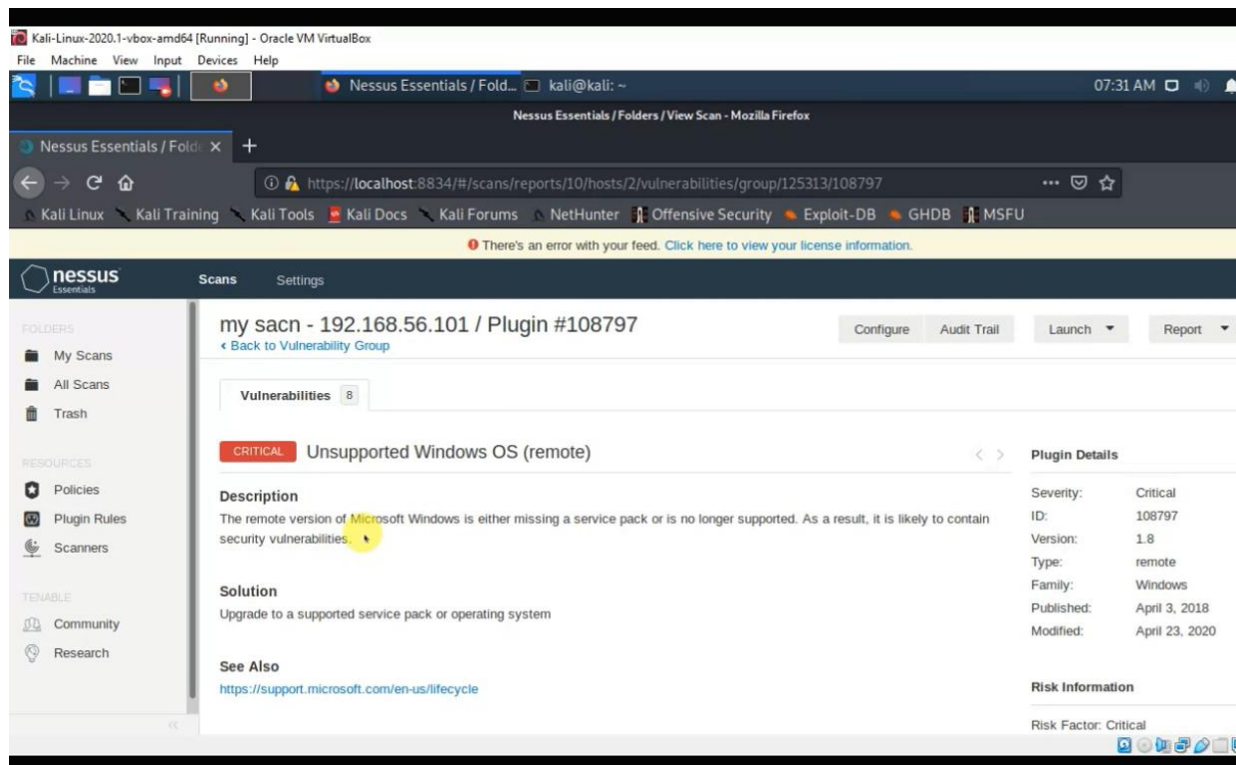 Kali-Linux-2020.1-vbox-amd64 [Running] - Oracle VM VirtualBox
File Machine View Input Devices Help
Nessus Essentials / Fold... kali@kali: ~ 07:31 AM
Nessus Essentials / Folders / View Scan - Mozilla Firefox
Nessus Essentials / Fold
https://localhost:8834/#/scans/reports/10/hosts/2/vulnerabilities/group/125313/108797
Kali Linux Kali Training Kali Tools Kali Docs Kali Forums NetHunter Offensive Security Exploit-DB GHDB MSFU
There's an error with your feed. Click here to view your license information.
nessus Essentials Scans Settings
FOLDERS
My Scans
All Scans
Trash
RESOURCES
Policies
Plugin Rules
Scanners
TENABLE
Community
Research
my sacn - 192.168.56.101 / Plugin #108797
< Back to Vulnerability Group
Configure Audit Trail Launch Report
Vulnerabilities 8
CRITICAL Unsupported Windows OS (remote)
Description
The remote version of Microsoft Windows is either missing a service pack or is no longer supported. As a result, it is likely to contain
security vulnerabilities.
Solution
Upgrade to a supported service pack or operating system
See Also
https://support.microsoft.com/en-us/lifecycle
Plugin Details
Severity: Critical
ID: 108797
Version: 1.8
Type: remote
Family: Windows
Published: April 3, 2018
Modified: April 23, 2020
Risk Information
Risk Factor: Critical